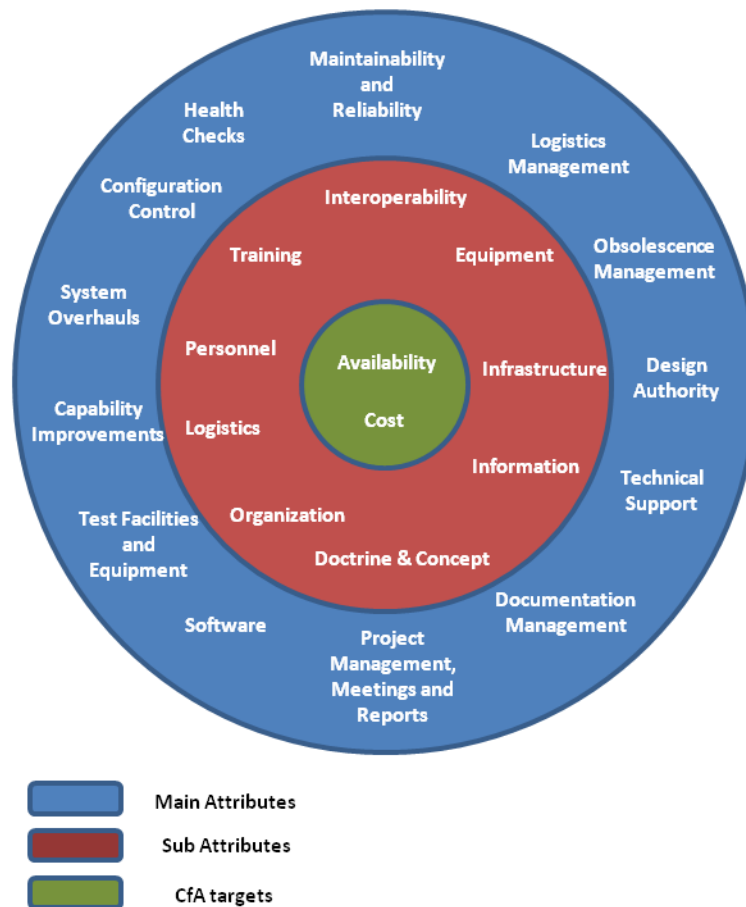 Maintainability
and
Reliability
Health
Checks
Logistics
Management
Configuration
Control
Interoperability
Training
Equipment
Obsolescence
Management
System
Overhauls
Personnel
Availability
Infrastructure
Design
Authority
Capability
Improvements
Logistics
Cost
Information
Technical
Support
Test Facilities
and
Equipment
Organization
Doctrine & Concept
Documentation
Management
Software
Project
Management,
Meetings and
Reports
Main Attributes
Sub Attributes
CfA targets